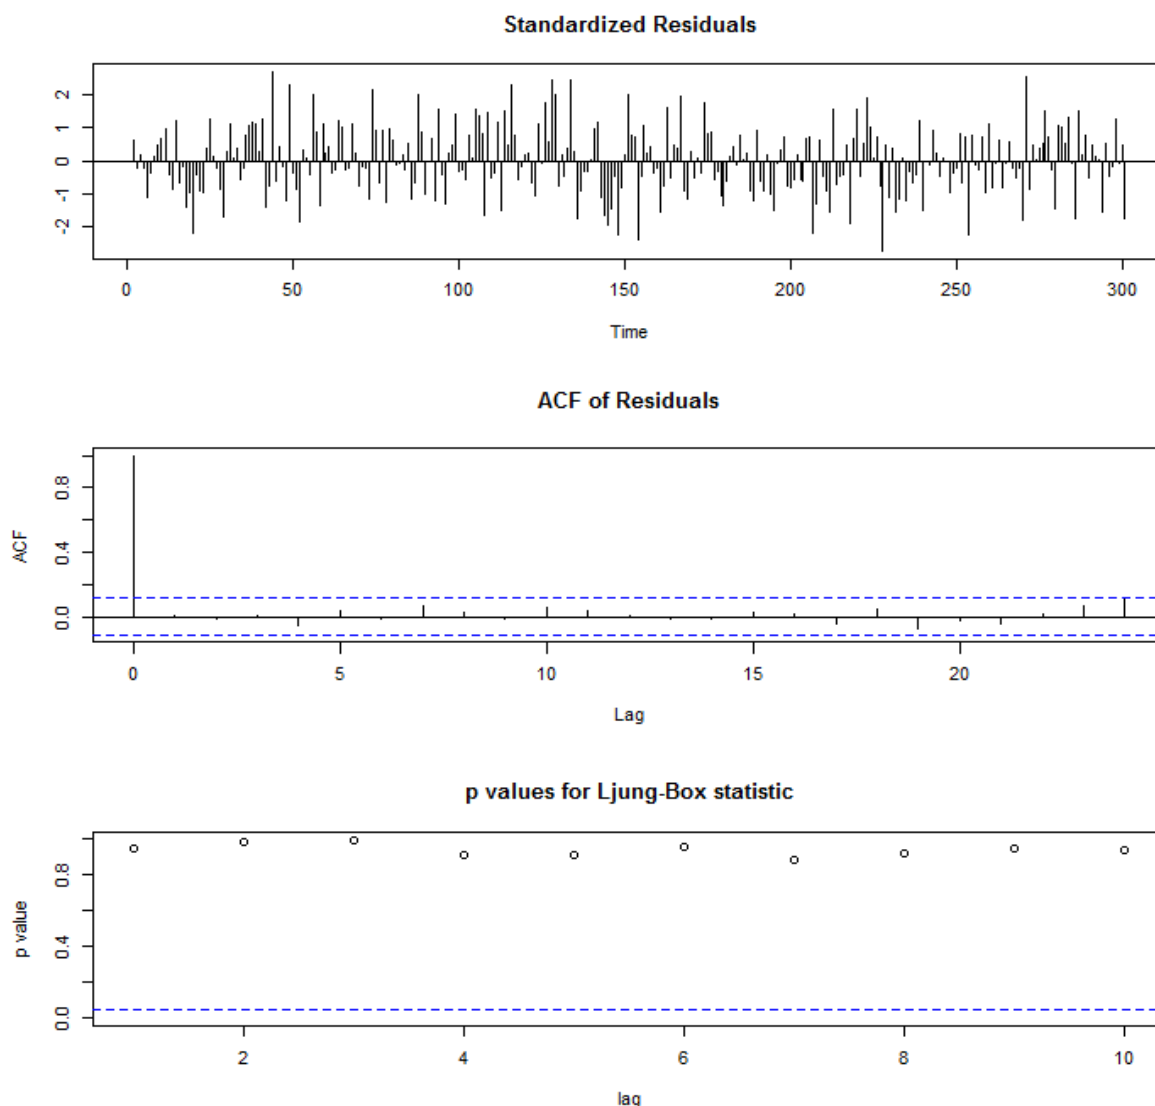 Standardized Residuals
2
1
0
-1
-2
0 50 100 150 200 250 300
Time
ACF of Residuals
ACF
0.8
0.4
0.0
0 5 10 15 20
Lag
p values for Ljung-Box statistic
p value
0.8
0.4
0.0
2 4 6 8 10
lag